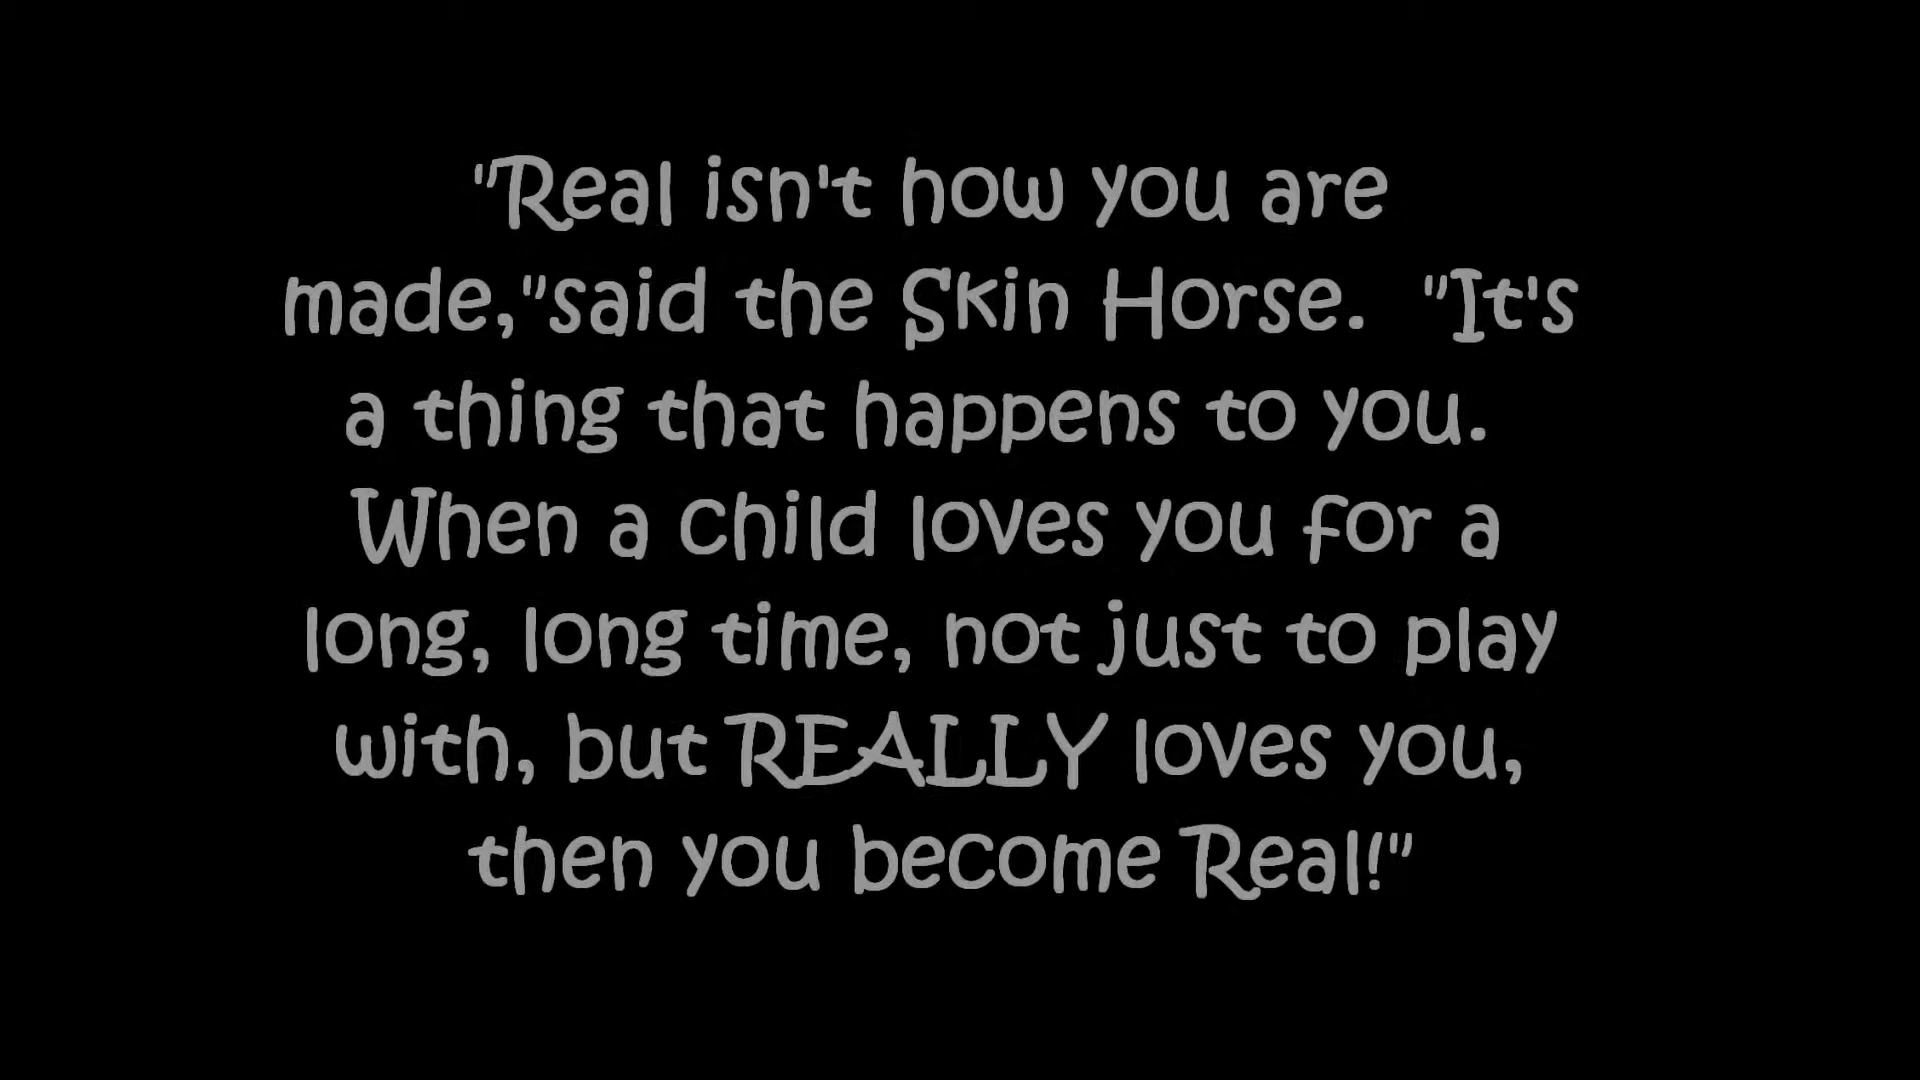 "Real isn't how you are
made,"said the Skin Horse.  "It's
a thing that happens to you.
When a child loves you for a
long, long time, not just to play
with, but REALLY loves you,
then you become Real!"